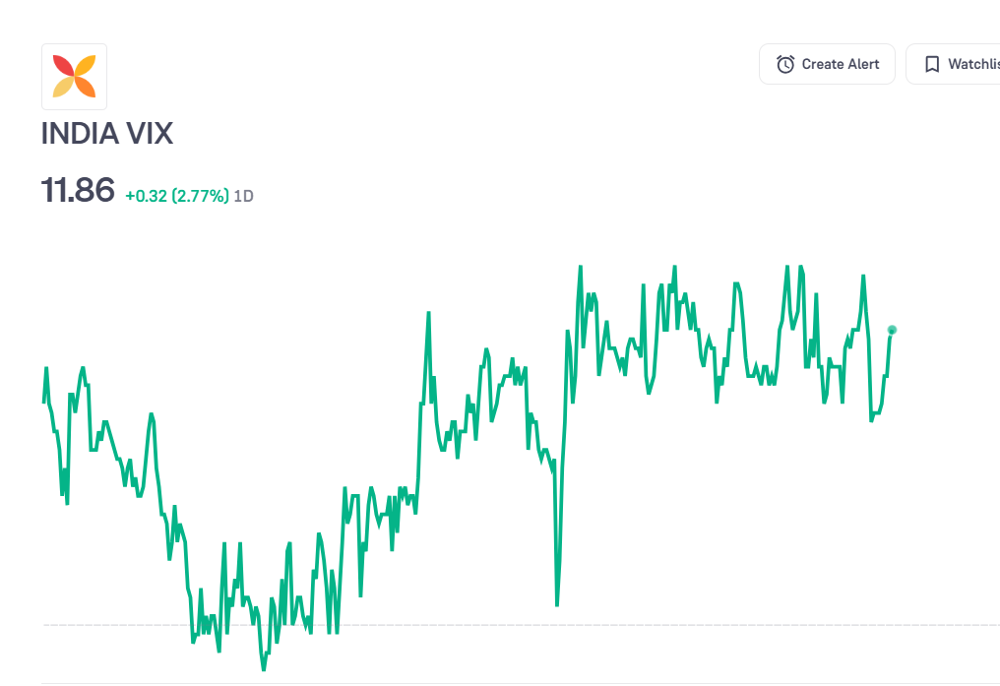 Create Alert
Watchlis
INDIA VIX
11.86 +0.32 (2.77%) 1D